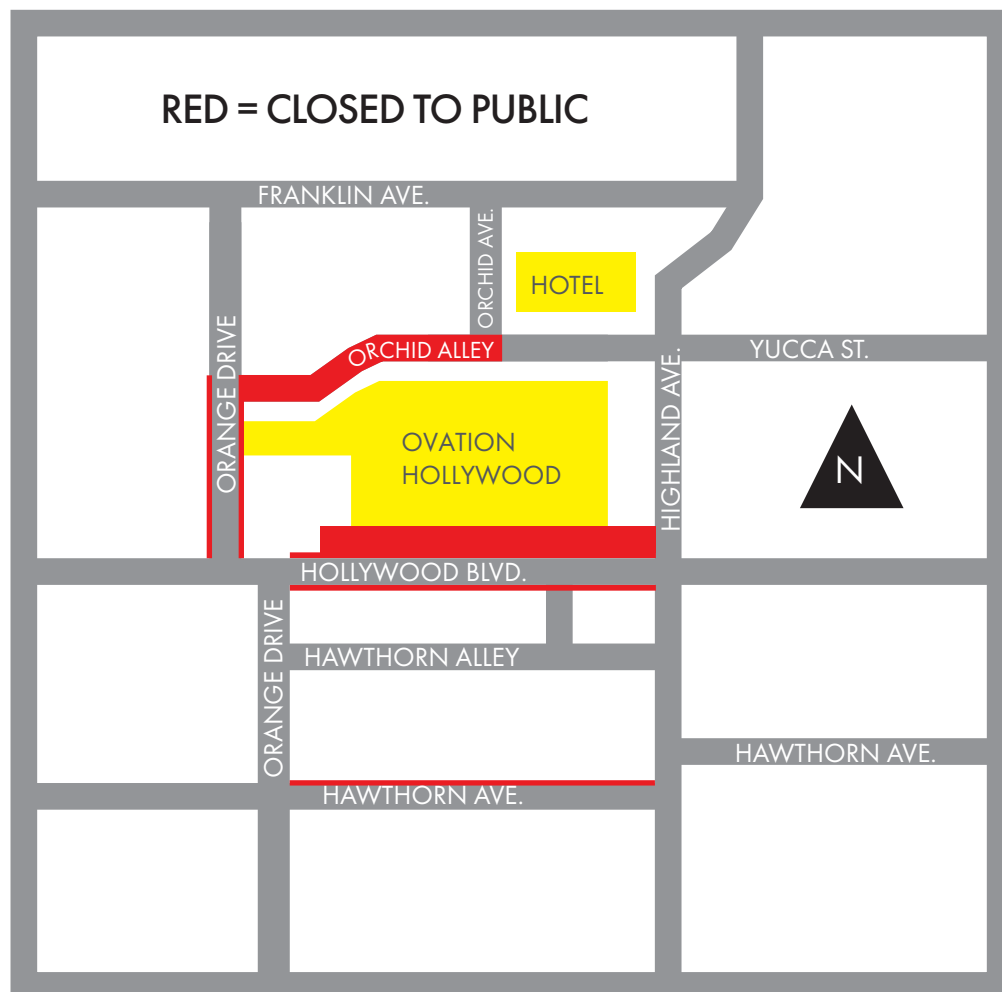 RED = CLOSED TO PUBLIC
FRANKLIN AVE.
ORCHID AVE.
HOTEL
ORANGE DRIVE
ORCHID ALLEY
YUCCA ST.
HIGHLAND AVE.
OVATION
HOLLYWOOD
N
HOLLYWOOD BLVD.
ORANGE DRIVE
HAWTHORN ALLEY
HAWTHORN AVE.
HAWTHORN AVE.